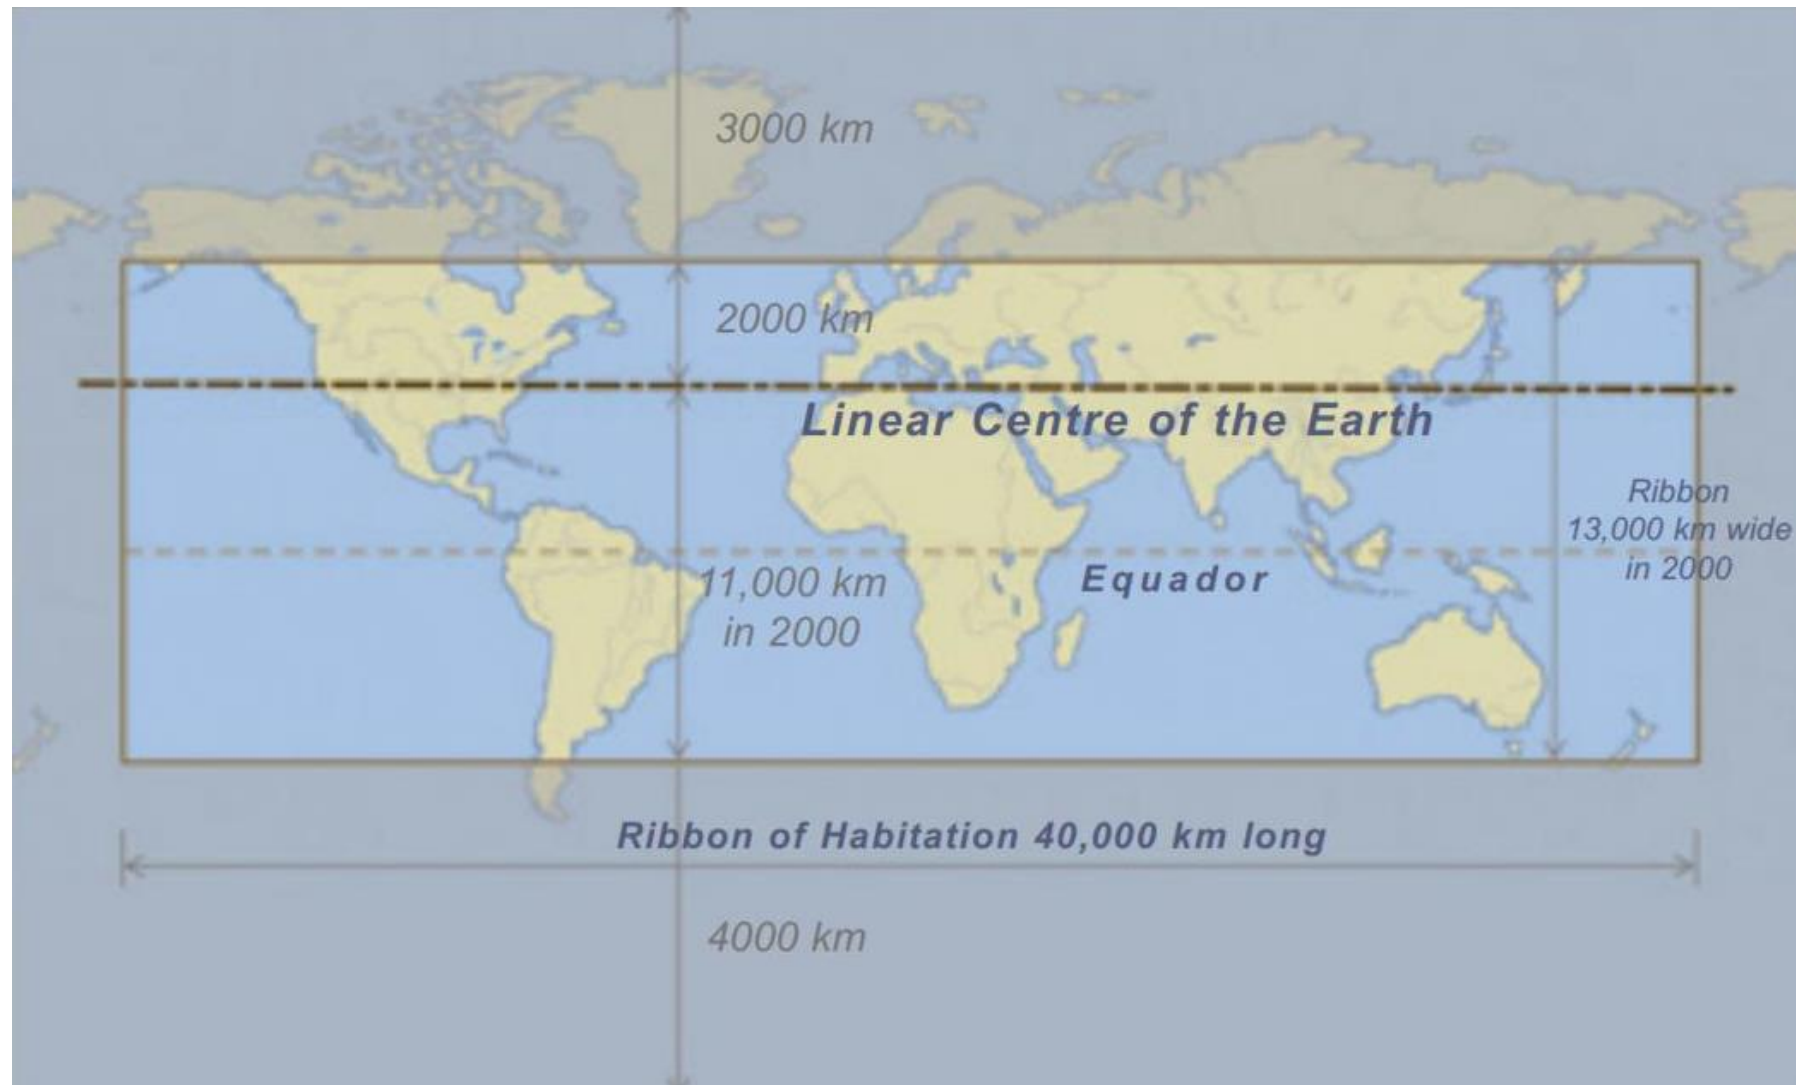 3000 km
2000 km
Linear Centre of the Earth
Ribbon
13,000 km wide
in 2000
Equador
11,000 km
in 2000
Ribbon of Habitation 40,000 km long
4000 km